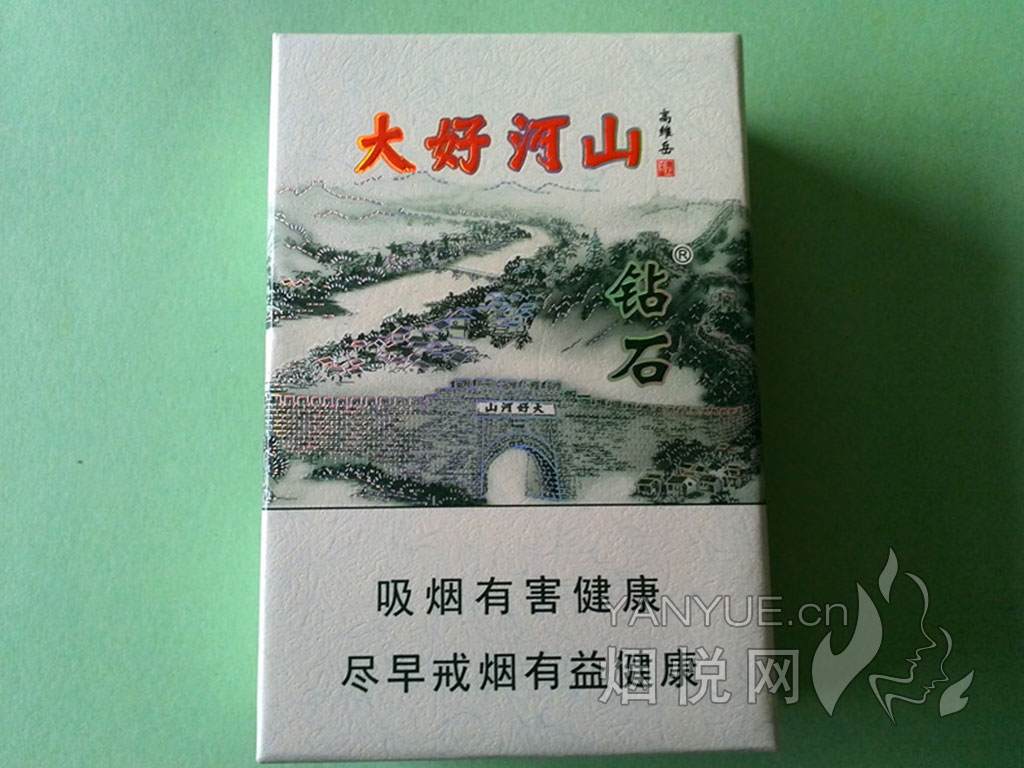 大好河山
高维岳
钻石®
山河好大
吸烟有害健康
尽早戒烟有益健康
YANYUE.cn
烟悦网